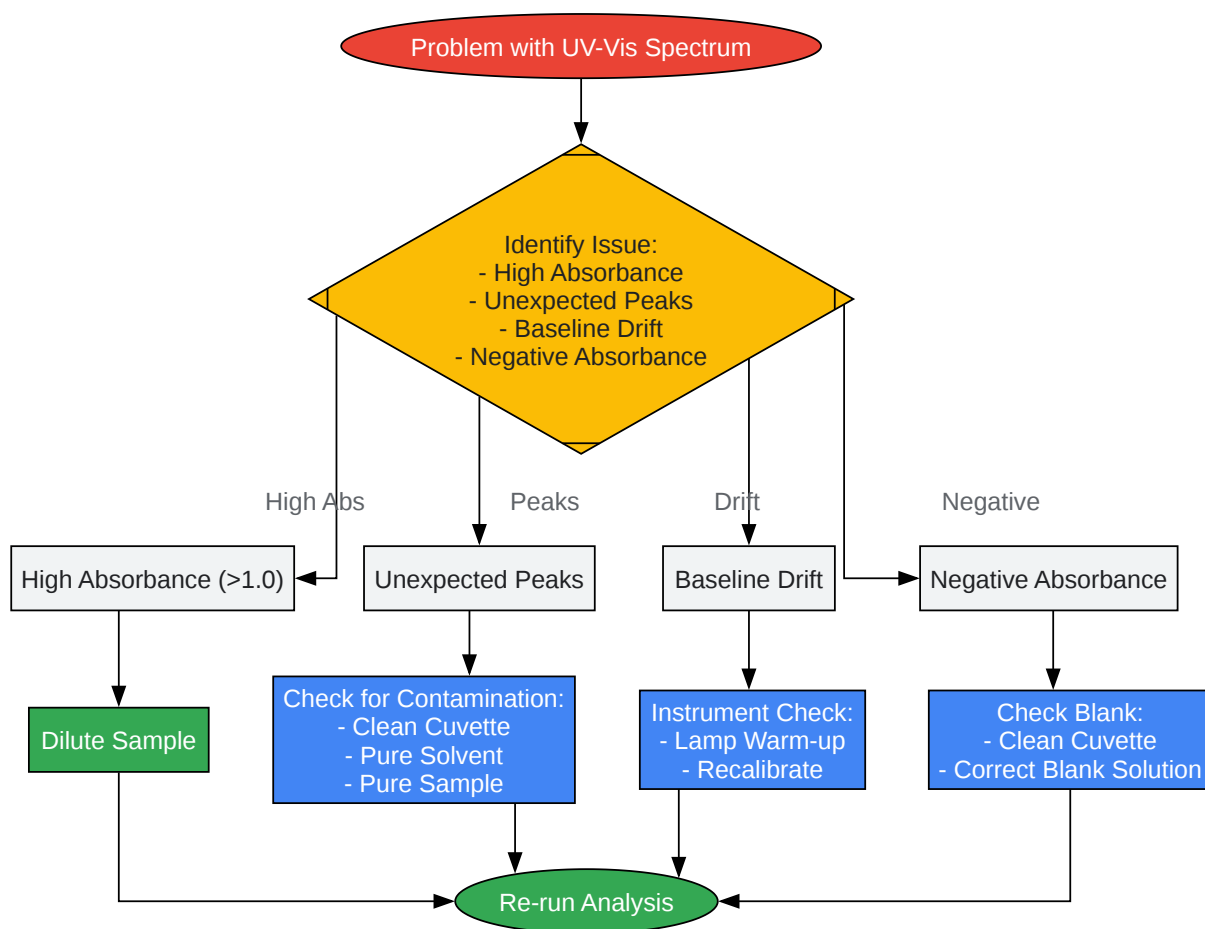 Problem with UV-Vis Spectrum
Identify Issue:
- High Absorbance
- Unexpected Peaks
- Baseline Drift
- Negative Absorbance
High Abs
Peaks
Drift
Negative
High Absorbance (>1.0)
Unexpected Peaks
Baseline Drift
Negative Absorbance
Dilute Sample
Check for Contamination:
- Clean Cuvette
- Pure Solvent
- Pure Sample
Instrument Check:
- Lamp Warm-up
- Recalibrate
Check Blank:
- Clean Cuvette
- Correct Blank Solution
Re-run Analysis